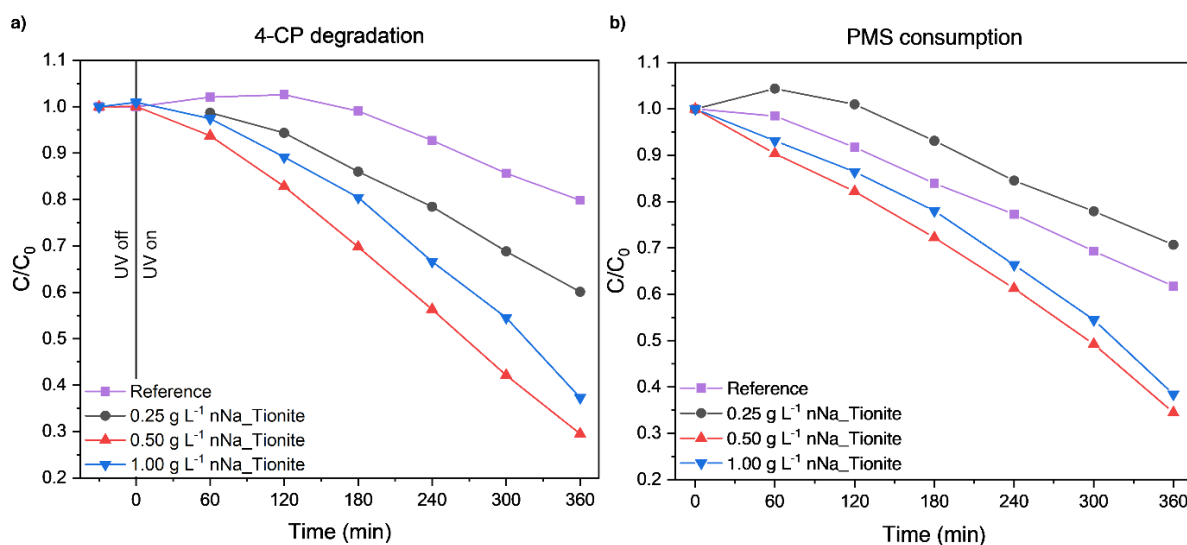 a)
4-CP degradation
1.1
1.0
0.9
0.8
0.7
0.6
0.5
0.4
0.3
0.2
C/C₀
UV off
UV on
Reference
0.25 g L⁻¹ nNa_Tionite
0.50 g L⁻¹ nNa_Tionite
1.00 g L⁻¹ nNa_Tionite
0 60 120 180 240 300 360
Time (min)
b)
PMS consumption
1.1
1.0
0.9
0.8
0.7
0.6
0.5
0.4
0.3
0.2
C/C₀
Reference
0.25 g L⁻¹ nNa_Tionite
0.50 g L⁻¹ nNa_Tionite
1.00 g L⁻¹ nNa_Tionite
0 60 120 180 240 300 360
Time (min)